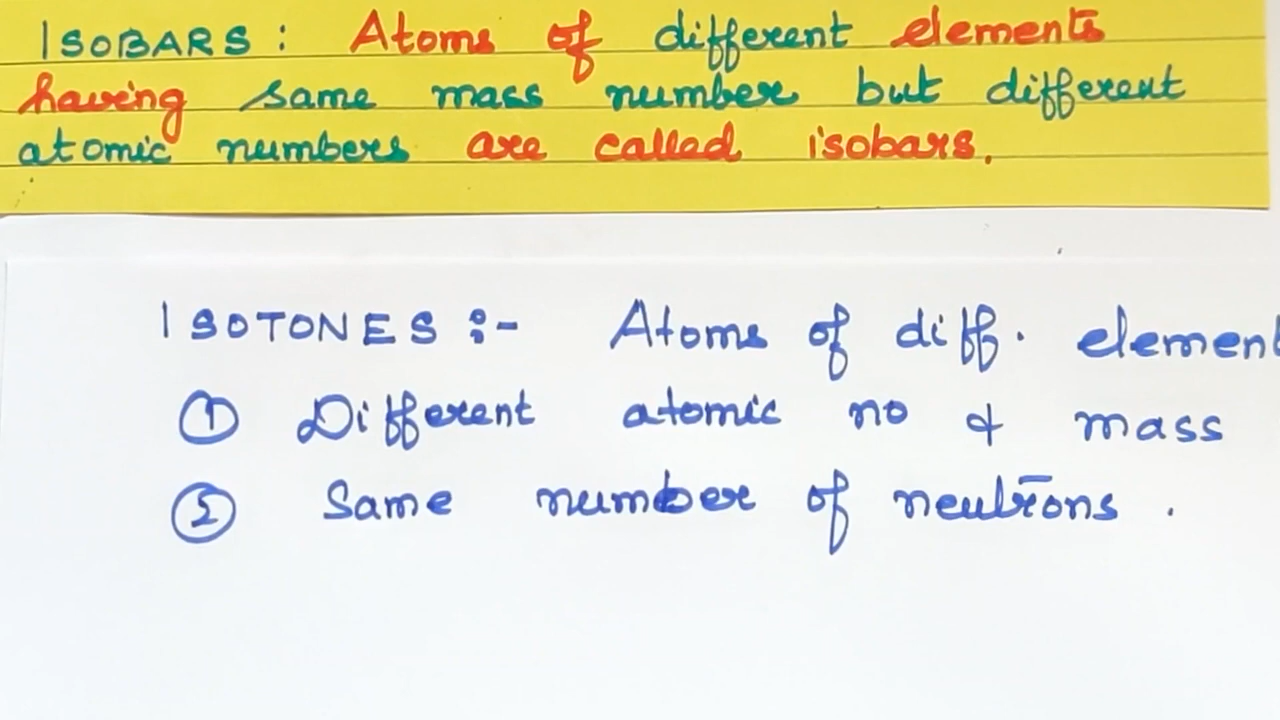 ISOBARS: Atoms of different elements
having same mass number but different
atomic numbers are called isobars.
ISOTONES :- Atoms of diff. element
① Different atomic no & mass
② Same number of neutrons.